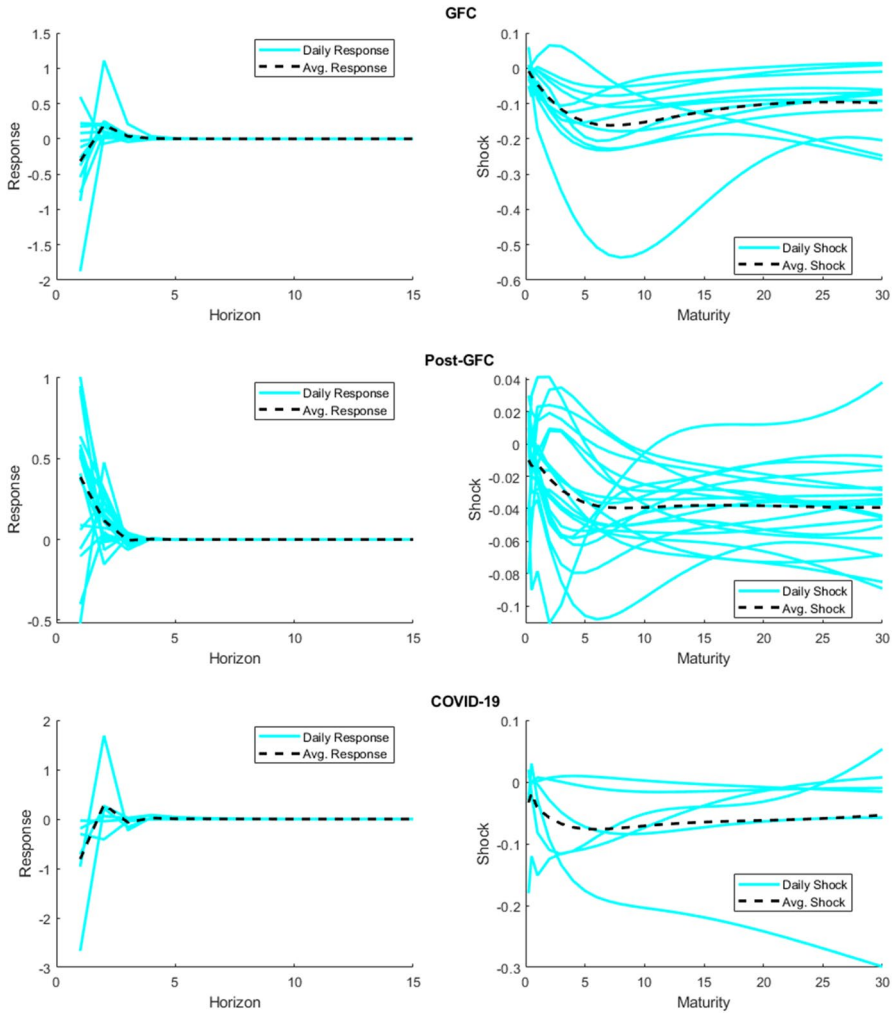 GFC
1.5
1
0.5
0
-0.5
-1
-1.5
-2
Response
0 5 10 15
Horizon
Daily Response
Avg. Response
0.1
0
-0.1
-0.2
-0.3
-0.4
-0.5
-0.6
Shock
0 5 10 15 20 25 30
Maturity
Daily Shock
Avg. Shock
Post-GFC
1
0.5
0
-0.5
Response
0 5 10 15
Horizon
Daily Response
Avg. Response
0.04
0.02
0
-0.02
-0.04
-0.06
-0.08
-0.1
Shock
0 5 10 15 20 25 30
Maturity
Daily Shock
Avg. Shock
COVID-19
2
1
0
-1
-2
-3
Response
0 5 10 15
Horizon
Daily Response
Avg. Response
0.1
0
-0.1
-0.2
-0.3
Shock
0 5 10 15 20 25 30
Maturity
Daily Shock
Avg. Shock